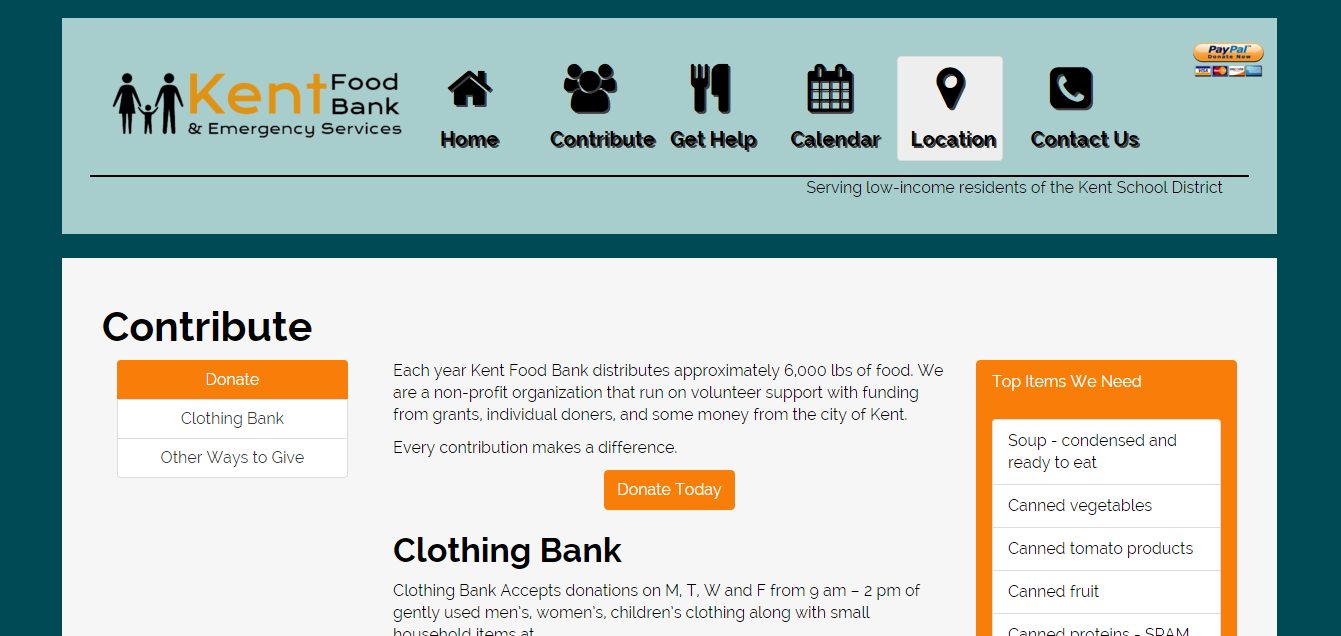 Kent Food
Bank
& Emergency Services
Home
Contribute
Get Help
Calendar
Location
Contact Us
PayPal
Donate Now
VISA
Serving low-income residents of the Kent School District
Contribute
Donate
Clothing Bank
Other Ways to Give
Each year Kent Food Bank distributes approximately 6,000 lbs of food. We
are a non-profit organization that run on volunteer support with funding
from grants, individual doners, and some money from the city of Kent.
Every contribution makes a difference.
Donate Today
Clothing Bank
Clothing Bank Accepts donations on M, T, W and F from 9 am – 2 pm of
gently used men's, women's, children's clothing along with small
household items at
Top Items We Need
Soup - condensed and
ready to eat
Canned vegetables
Canned tomato products
Canned fruit
Canned proteins - SPAM,